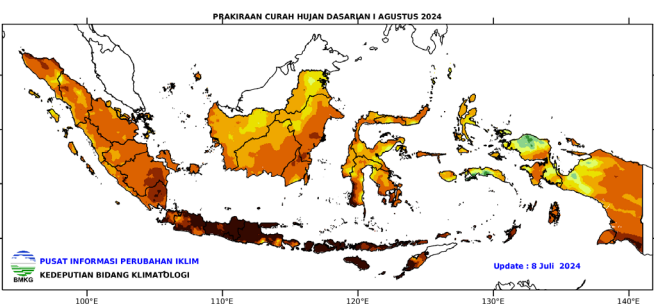 PRAKIRAAN CURAH HUJAN DASARIAN I AGUSTUS 2024
PUSAT INFORMASI PERUBAHAN IKLIM
KEDEPUTIAN BIDANG KLIMATOLOGI
BMKG
Update : 8 Juli 2024
100°E
110°E
120°E
130°E
140°E